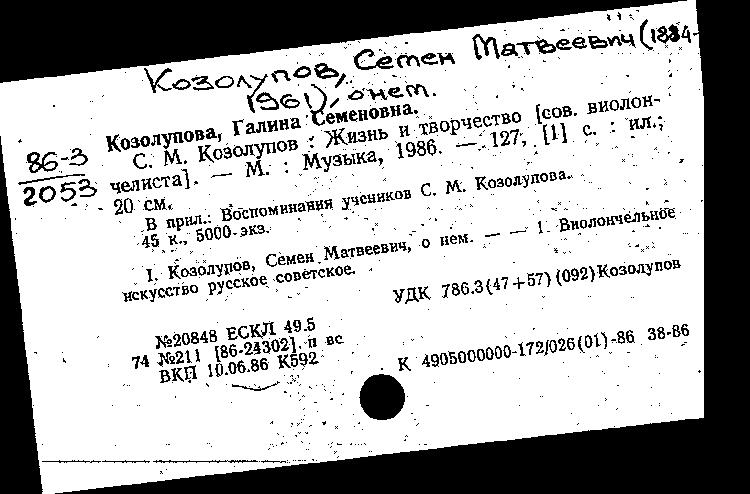 Козолупов, Семен Матвеевич (1884-
1961), о нем.
Козолупова, Галина Семеновна.
86-3
2053
С. М. Козолупов : Жизнь и творчество [сов. виолон-
челиста]. — М. : Музыка, 1986. — 127, [1] с. : ил.;
20 см.
В прил.: Воспоминания учеников С. М. Козолупова.
45 к., 5000 экз.
1. Козолупов, Семен Матвеевич, о нем. — — 1. Виолончельное
искусство русское советское.
УДК 786.3(47+57)(092)Козолупов
№20848 ЕСКЛ 49.5
74 №211 [86-24302] п вс
ВКП 10.06.86 К592
К 4905000000-172/026(01)-86 38-86